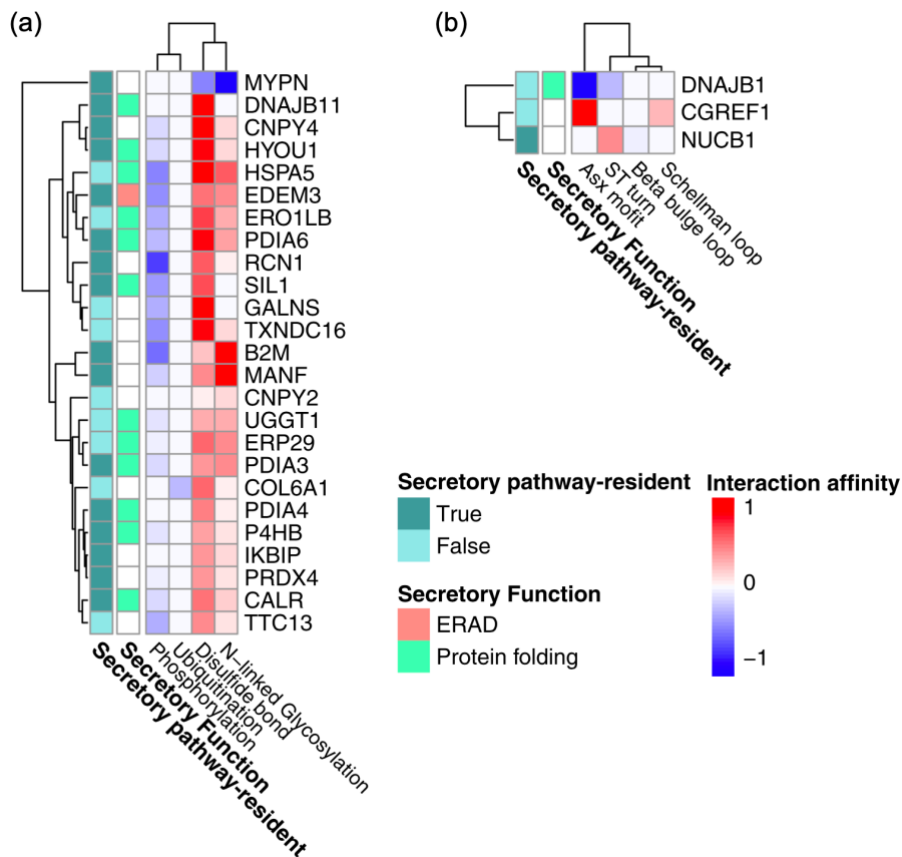 (a)
MYPN
DNAJB11
CNPY4
HYOU1
HSPA5
EDEM3
ERO1LB
PDIA6
RCN1
SIL1
GALNS
TXNDC16
B2M
MANF
CNPY2
UGGT1
ERP29
PDIA3
COL6A1
PDIA4
P4HB
IKBIP
PRDX4
CALR
TTC13
Secretory pathway-resident
Secretory Function
Phosphorylation
Ubiquitination
Disulfide bond
N-linked Glycosylation
(b)
DNAJB1
CGREF1
NUCB1
Secretory pathway-resident
Secretory Function
Asx mofit
ST turn
Beta bulge loop
Schellman loop
Secretory pathway-resident
True
False
Secretory Function
ERAD
Protein folding
Interaction affinity
1
0
−1